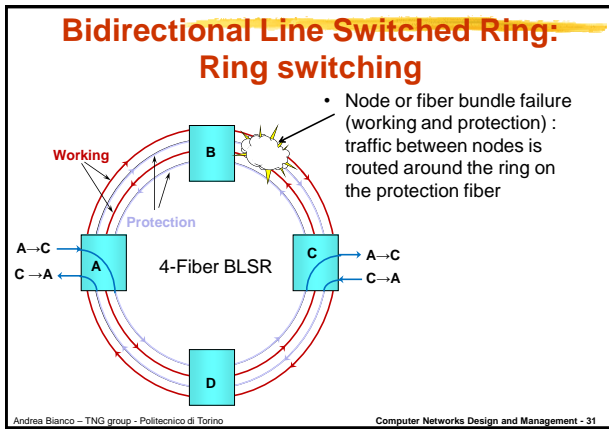 Bidirectional Line Switched Ring:
Ring switching
• Node or fiber bundle failure
(working and protection) :
traffic between nodes is
routed around the ring on
the protection fiber
Working
B
Protection
A→C
C →A
A
4-Fiber BLSR
C
A→C
C→A
D
Andrea Bianco – TNG group - Politecnico di Torino
Computer Networks Design and Management - 31